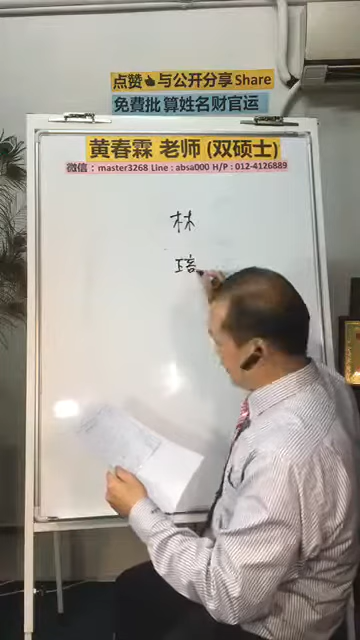 点赞👍与公开分享 Share
免费批算姓名财官运
黄春霖 老师 (双硕士)
微信 : master3268 Line : absa000 H/P : 012-4126889
林
培